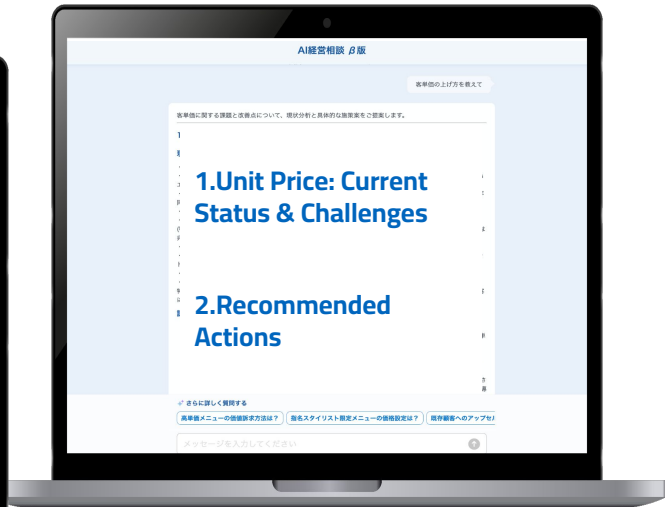 AI経営相談 β版
客単価の上げ方を教えて
客単価に関する課題と改善点について、現状分析と具体的な施策案をご提案します。
1.Unit Price: Current
Status & Challenges
2.Recommended
Actions
さらに詳しく質問する
高単価メニューの価値訴求方法は？ 指名スタイリスト限定メニューの価格設定は？ 既存顧客へのアップセル
メッセージを入力してください